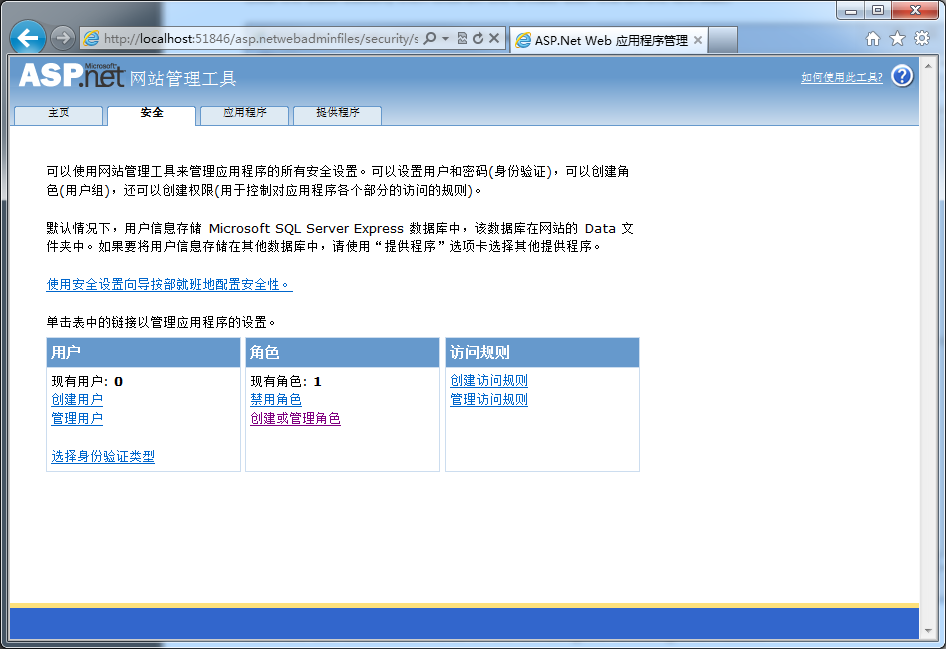 http://localhost:51846/asp.netwebadminfiles/security/s
ASP.Net Web 应用程序管理
Microsoft
ASP.net 网站管理工具
如何使用此工具?
主页
安全
应用程序
提供程序
可以使用网站管理工具来管理应用程序的所有安全设置。可以设置用户和密码(身份验证)，可以创建角
色(用户组)，还可以创建权限(用于控制对应用程序各个部分的访问的规则)。
默认情况下，用户信息存储 Microsoft SQL Server Express 数据库中，该数据库在网站的 Data 文
件夹中。如果要将用户信息存储在其他数据库中，请使用“提供程序”选项卡选择其他提供程序。
使用安全设置向导按部就班地配置安全性。
单击表中的链接以管理应用程序的设置。
用户
现有用户: 0
创建用户
管理用户
选择身份验证类型
角色
现有角色: 1
禁用角色
创建或管理角色
访问规则
创建访问规则
管理访问规则